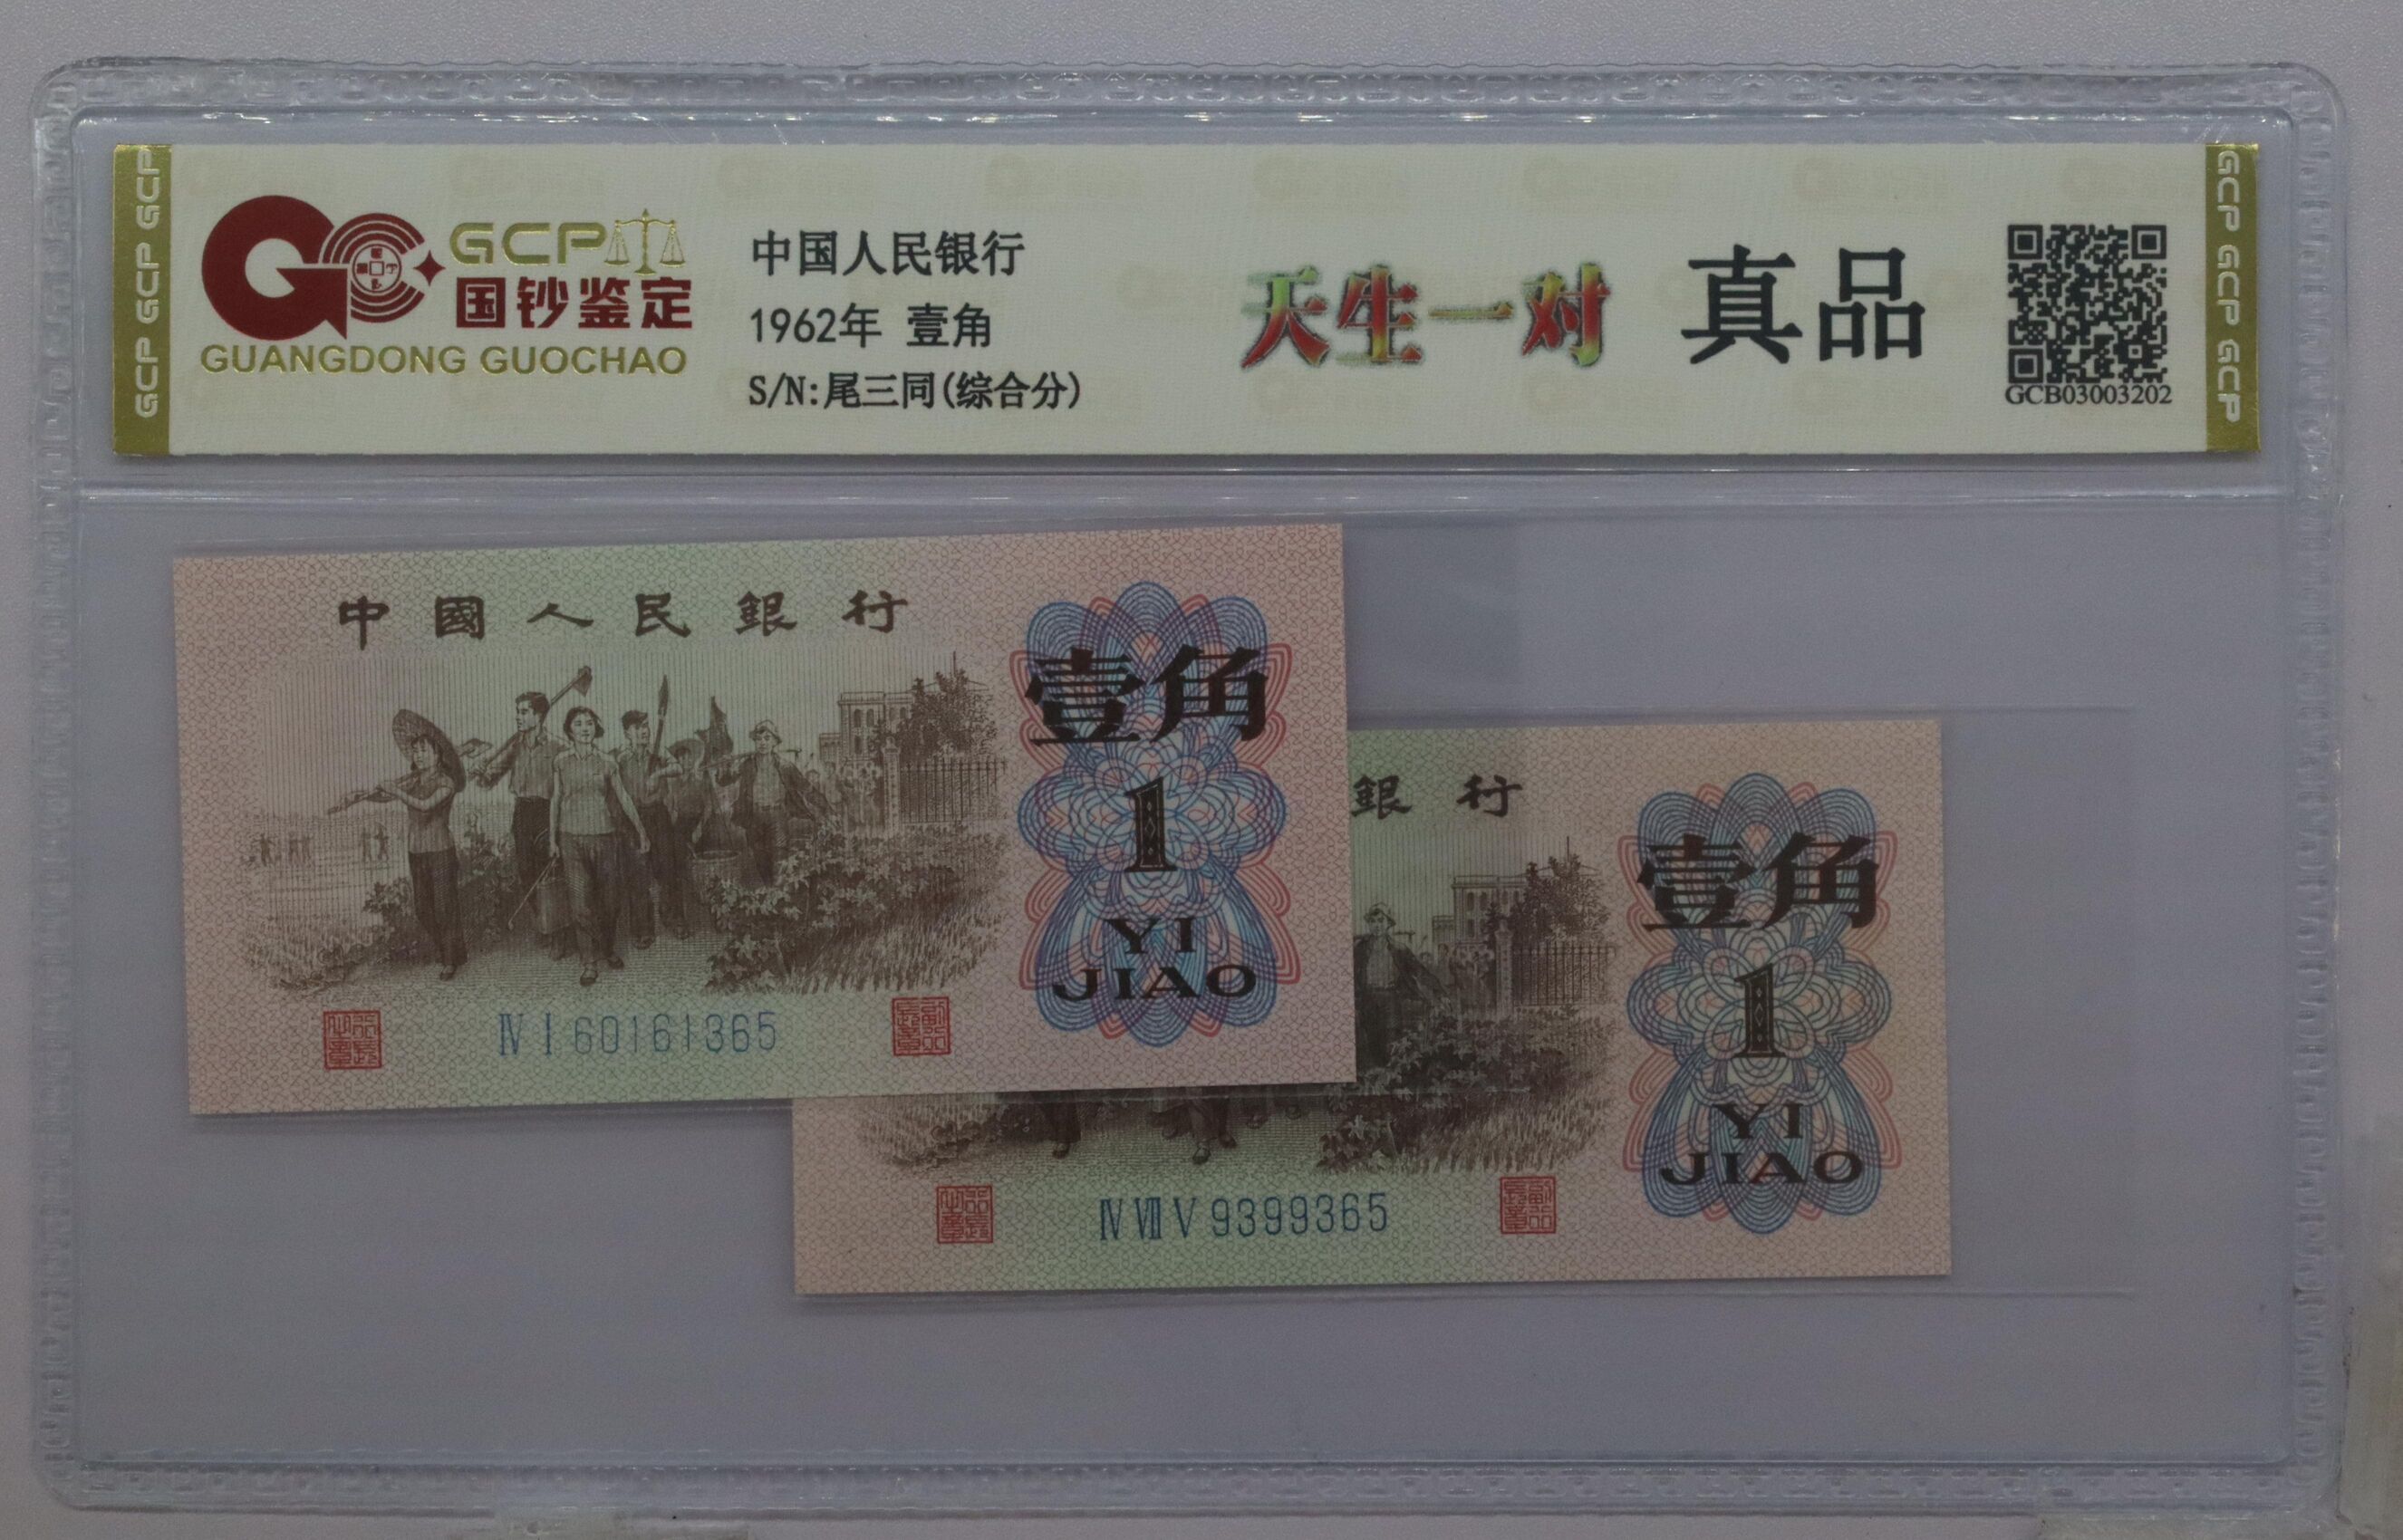 GCP GCP GCP
GCP
国钞鉴定
GUANGDONG GUOCHAO
中国人民银行
1962年 壹角
S/N:尾三同(综合分)
天生一对
真品
GCB03003202
GCP GCP GCP
中國人民銀行
壹角
1
YI
JIAO
Ⅳ Ⅰ 60161365
銀行
壹角
1
YI
JIAO
Ⅳ Ⅶ Ⅴ 9399365